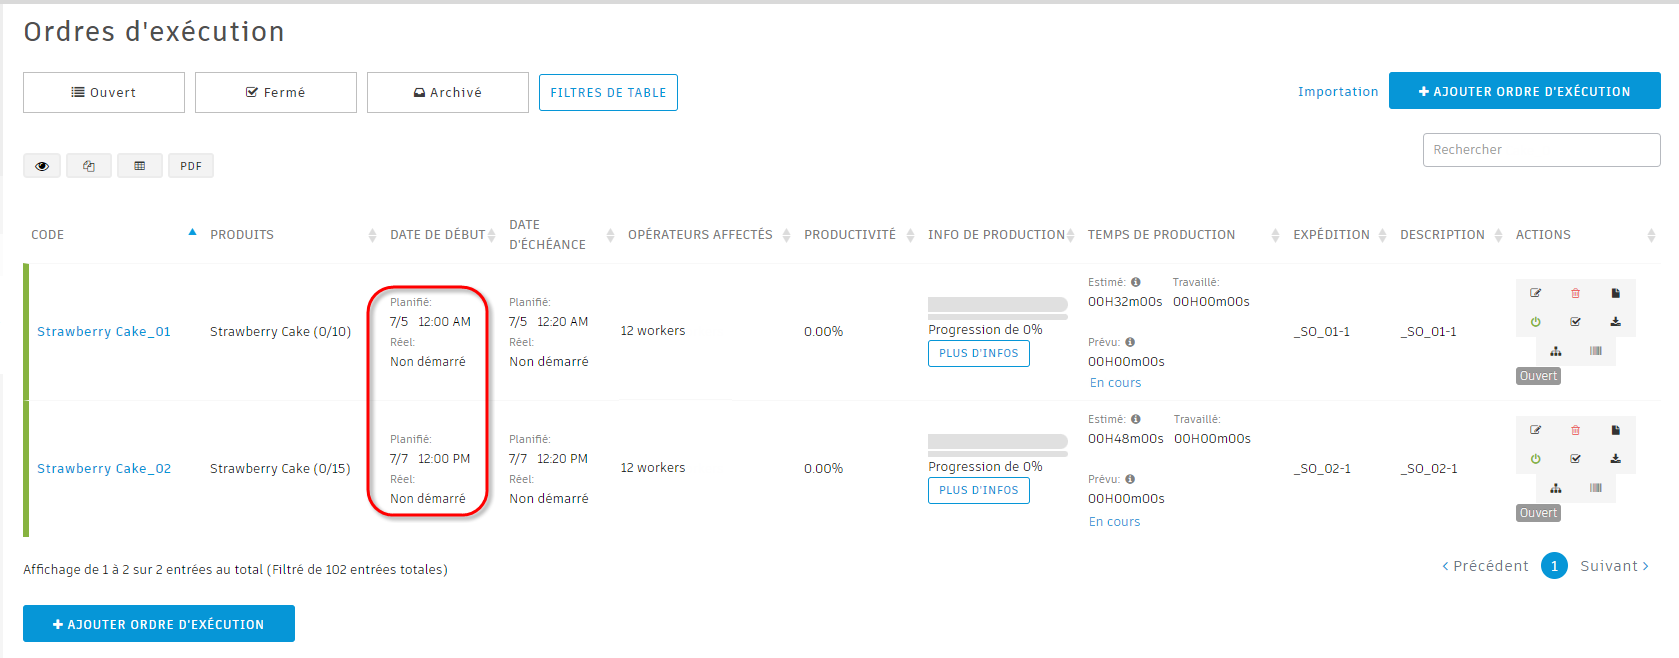 Ordres d'exécution
Ouvert
Fermé
Archivé
FILTRES DE TABLE
Importation
AJOUTER ORDRE D'EXÉCUTION
PDF
Rechercher
CODE
PRODUITS
DATE DE DÉBUT
DATE
D'ÉCHÉANCE
OPÉRATEURS AFFECTÉS
PRODUCTIVITÉ
INFO DE PRODUCTION
TEMPS DE PRODUCTION
EXPÉDITION
DESCRIPTION
ACTIONS
Strawberry Cake_01
Strawberry Cake (0/10)
Planifié:
7/5 12:00 AM
Réel:
Non démarré
Planifié:
7/5 12:20 AM
Réel:
Non démarré
12 workers
0.00%
Progression de 0%
PLUS D'INFOS
Estimé: Travaillé:
00H32m00s 00H00m00s
Prévu:
00H00m00s
En cours
_SO_01-1
_SO_01-1
Ouvert
Strawberry Cake_02
Strawberry Cake (0/15)
Planifié:
7/7 12:00 PM
Réel:
Non démarré
Planifié:
7/7 12:20 PM
Réel:
Non démarré
12 workers
0.00%
Progression de 0%
PLUS D'INFOS
Estimé: Travaillé:
00H48m00s 00H00m00s
Prévu:
00H00m00s
En cours
_SO_02-1
_SO_02-1
Ouvert
Affichage de 1 à 2 sur 2 entrées au total (Filtré de 102 entrées totales)
Précédent 1 Suivant
AJOUTER ORDRE D'EXÉCUTION